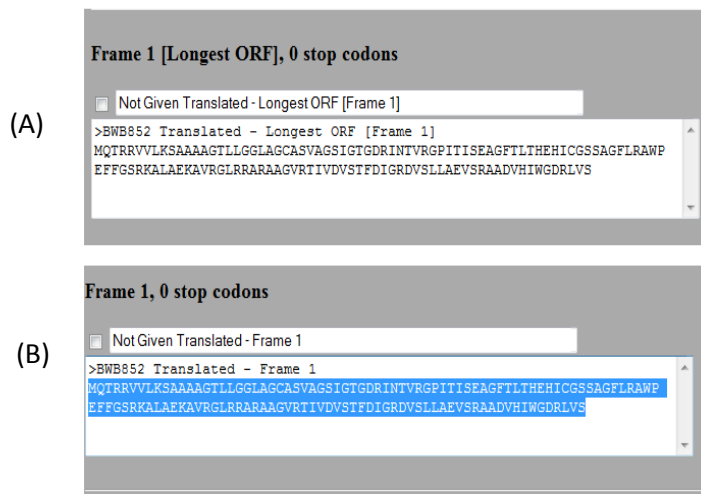 Frame 1 [Longest ORF], 0 stop codons
Not Given Translated - Longest ORF [Frame 1]
(A)
>BWB852 Translated - Longest ORF [Frame 1]
MQTRRVVLKSAAAAGTLLGGLAGCASVAGSIGTGDRINTVRGPITISEAGFTLTHEHICGSSAGFLRAWP
EFFGSRKALAEKAVRGLRRARAAGVRTIVDVSTFDIGRDVSLLAEVSRAADVHIWGDRLVS
Frame 1, 0 stop codons
Not Given Translated - Frame 1
(B)
>BWB852 Translated - Frame 1
MQTRRVVLKSAAAAGTLLGGLAGCASVAGSIGTGDRINTVRGPITISEAGFTLTHEHICGSSAGFLRAWP
EFFGSRKALAEKAVRGLRRARAAGVRTIVDVSTFDIGRDVSLLAEVSRAADVHIWGDRLVS